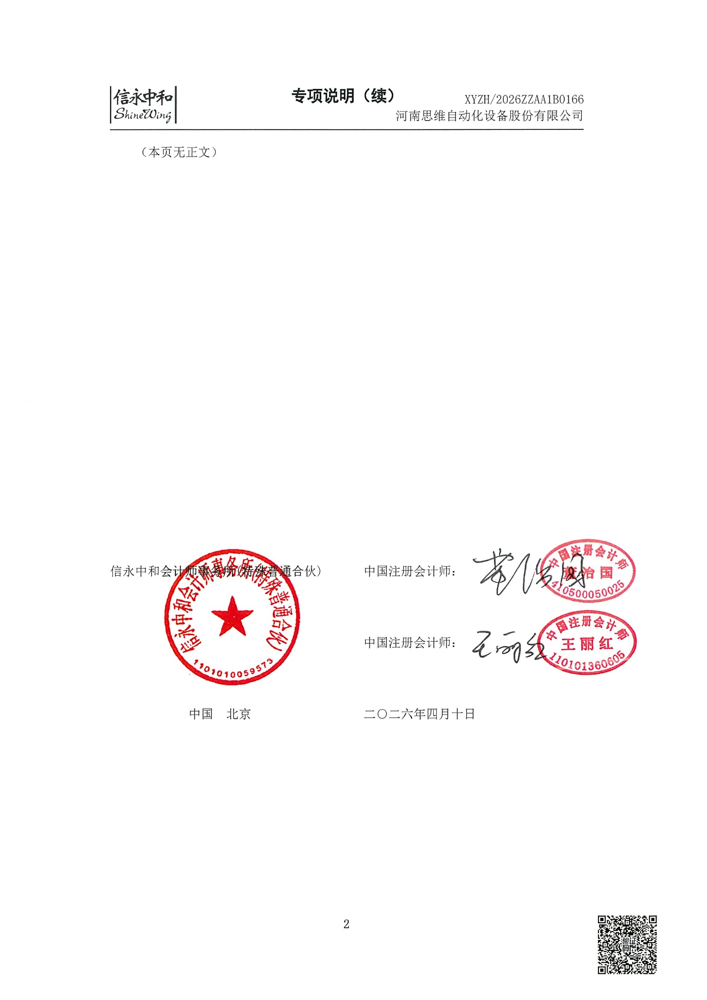 信永中和
ShineWing
专项说明（续）
XYZH/2026ZZAA1B0166
河南思维自动化设备股份有限公司
（本页无正文）
信永中和会计师事务所(特殊普通合伙)
信永中和会计师事务所(特殊普通合伙)
1101010059573
中国注册会计师：
中国注册会计师
治国
410500050025
中国注册会计师：
王丽红
中国注册会计师
王丽红
110101360605
中国 北京
二〇二六年四月十日
2
验证码